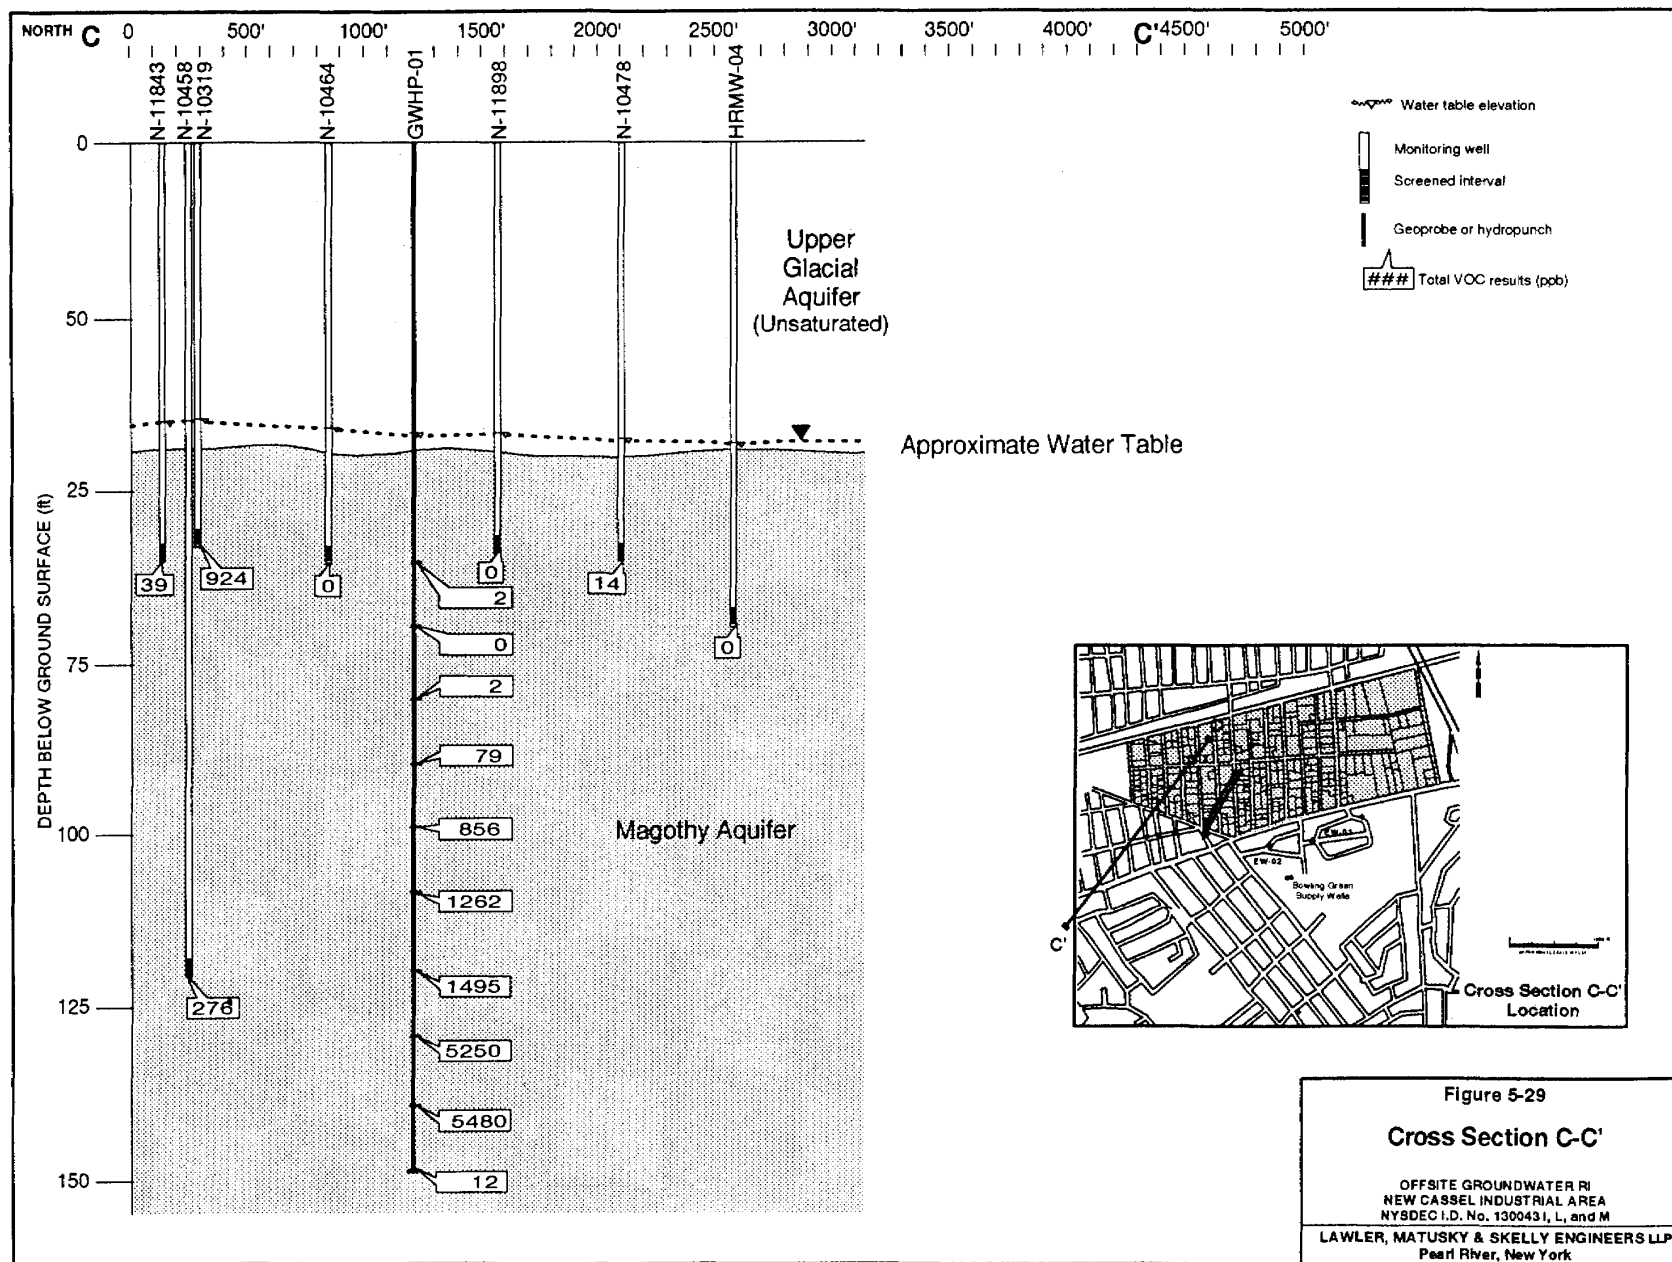 NORTH C 0 500' 1000' 1500' 2000' 2500' 3000' 3500' 4000' C' 4500' 5000'
N-11843
N-10458
N-10319
N-10464
GWHP-01
N-11898
N-10478
HRMW-04
Water table elevation
Monitoring well
Screened interval
Geoprobe or hydropunch
### Total VOC results (ppb)
DEPTH BELOW GROUND SURFACE (ft)
0
50
25
75
100
125
150
Upper
Glacial
Aquifer
(Unsaturated)
Approximate Water Table
39
924
0
0
14
2
0
0
2
79
856
Magothy Aquifer
1262
1495
276
5250
5480
12
EW-02
Bowling Green
Supply Wells
C'
Cross Section C-C'
Location
Figure 5-29
Cross Section C-C'
OFFSITE GROUNDWATER RI
NEW CASSEL INDUSTRIAL AREA
NYSDEC I.D. No. 130043 I, L, and M
LAWLER, MATUSKY & SKELLY ENGINEERS LLP
Pearl River, New York